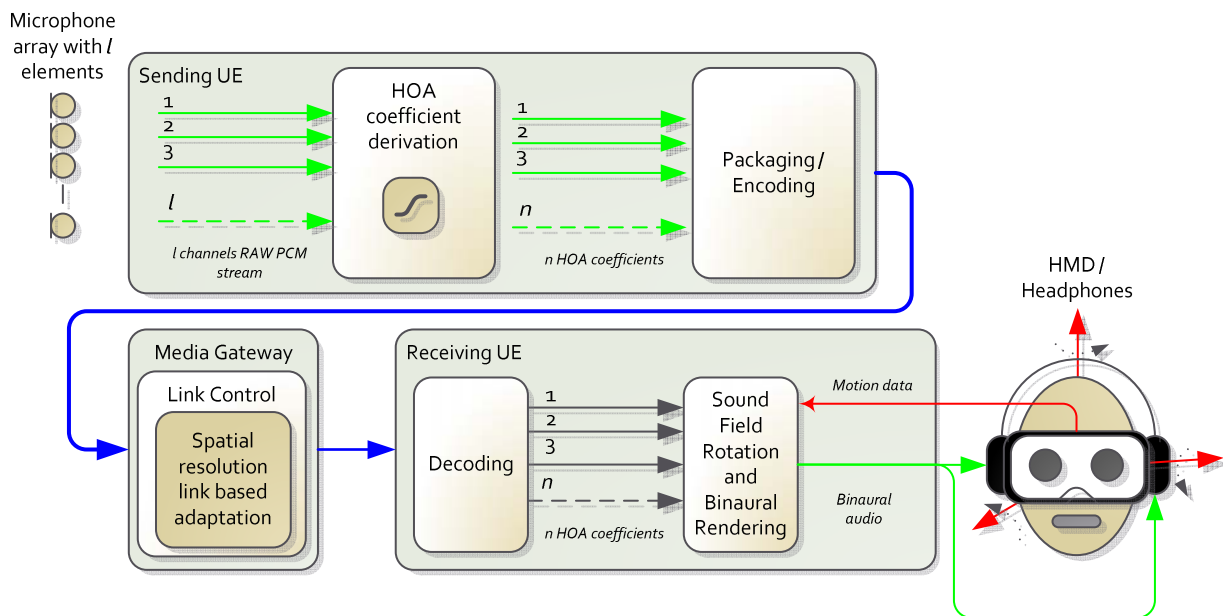 Microphone
array with l
elements
Sending UE
1
2
3
l
l channels RAW PCM
stream
HOA
coefficient
derivation
1
2
3
n
n HOA coefficients
Packaging/
Encoding
HMD/
Headphones
Media Gateway
Link Control
Spatial
resolution
link based
adaptation
Receiving UE
Decoding
1
2
3
n
n HOA coefficients
Sound
Field
Rotation
and
Binaural
Rendering
Motion data
Binaural
audio